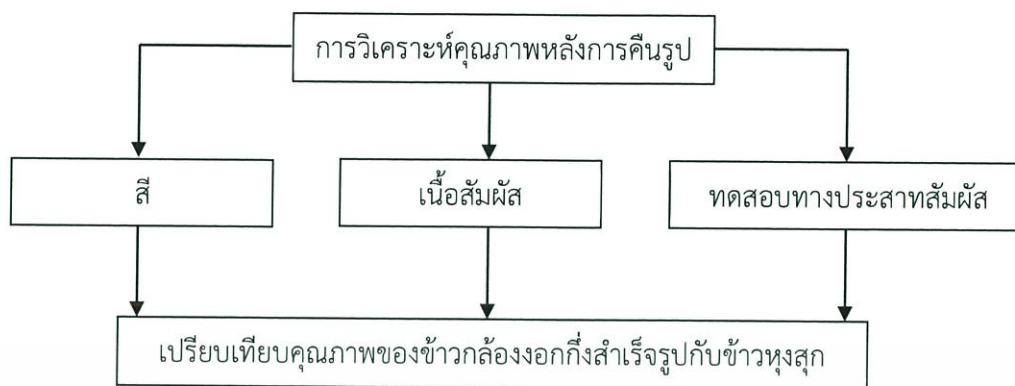 การวิเคราะห์คุณภาพหลังการคืนรูป
สี
เนื้อสัมผัส
ทดสอบทางประสาทสัมผัส
เปรียบเทียบคุณภาพของข้าวกล้องงอกกึ่งสำเร็จรูปกับข้าวหุงสุก